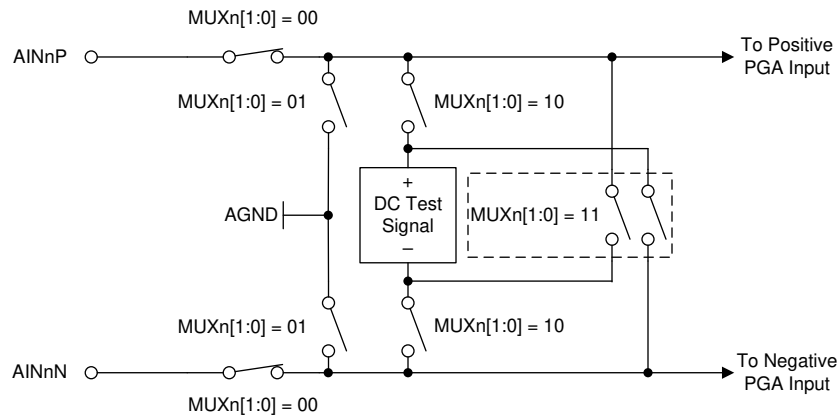 MUXn[1:0] = 00
AINnP
To Positive
PGA Input
MUXn[1:0] = 01
MUXn[1:0] = 10
+
DC Test
Signal
–
AGND
MUXn[1:0] = 11
MUXn[1:0] = 01
MUXn[1:0] = 10
AINnN
To Negative
PGA Input
MUXn[1:0] = 00